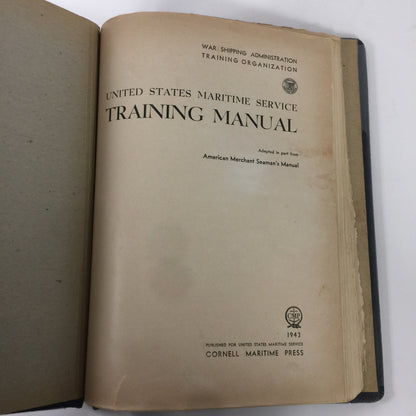 WAR SHIPPING ADMINISTRATION
TRAINING ORGANIZATION
UNITED STATES MARITIME SERVICE
TRAINING MANUAL
Adapted in part from
American Merchant Seaman's Manual
CMP
1943
PUBLISHED FOR UNITED STATES MARITIME SERVICE
CORNELL MARITIME PRESS